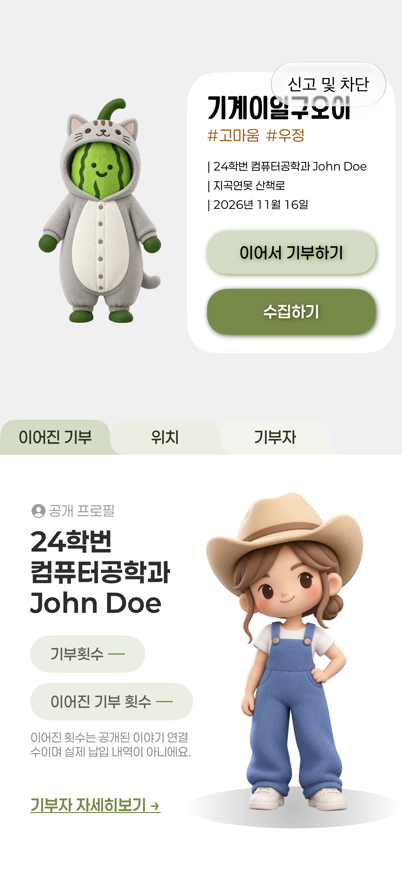 신고 및 차단
기계이일구오이
#고마움 #우정
| 24학번 컴퓨터공학과 John Doe
| 지곡연못 산책로
| 2026년 11월 16일
이어서 기부하기
수집하기
이어진 기부
위치
기부자
공개 프로필
24학번
컴퓨터공학과
John Doe
기부횟수 —
이어진 기부 횟수 —
이어진 횟수는 공개된 이야기 연결
수이며 실제 납입 내역이 아니에요.
기부자 자세히보기 →